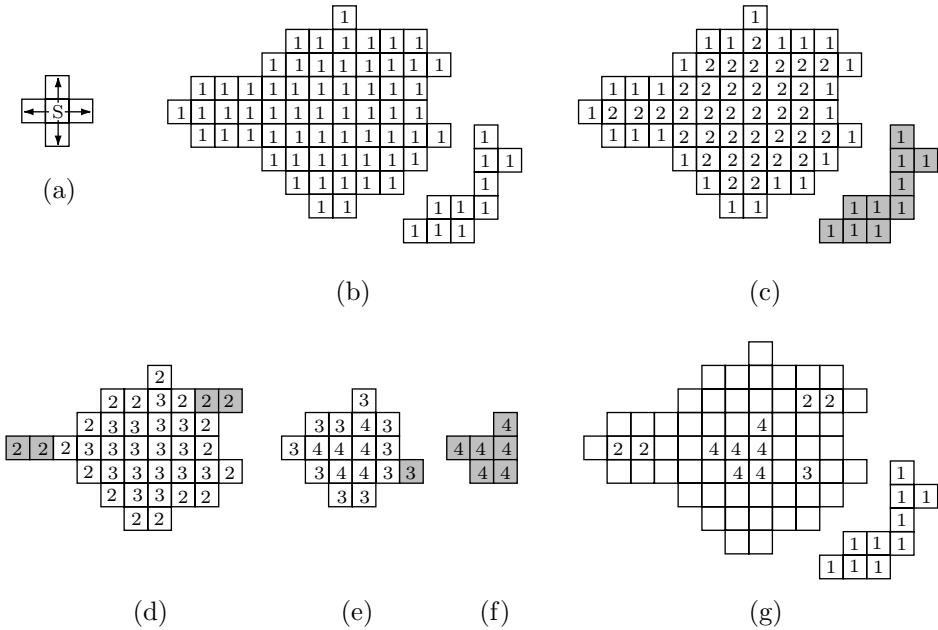 S
(a)
1
1 1 1 1 1 1
1 1 1 1 1 1 1 1
1 1 1 1 1 1 1 1 1 1
1 1 1 1 1 1 1 1 1 1 1
1 1 1 1 1 1 1 1 1 1 1
1 1 1 1 1 1 1
1 1 1 1 1
1 1
1
1 1
1
1 1 1
1 1 1
(b)
1
1 1 2 1 1 1
1 2 2 2 2 2 2 1
1 1 1 2 2 2 2 2 2 1
1 2 2 2 2 2 2 2 2 2 1
1 1 1 2 2 2 2 2 2 2 1
1 2 2 2 2 2 1
1 2 2 1 1
1 1
1
1 1
1
1 1 1
1 1 1
(c)
2
2 2 3 2 2 2
2 3 3 3 3 2
2 2 2 3 3 3 3 3 2
2 3 3 3 3 3 2
2 3 3 2 2
2 2
(d)
3
3 3 4 3
3 4 4 4 3
3 4 4 3 3
3 3
(e)
4
4 4 4
4 4
(f)
2 2
4
2 2 4 4 4
4 4 3
1
1 1
1
1 1 1
1 1 1
(g)